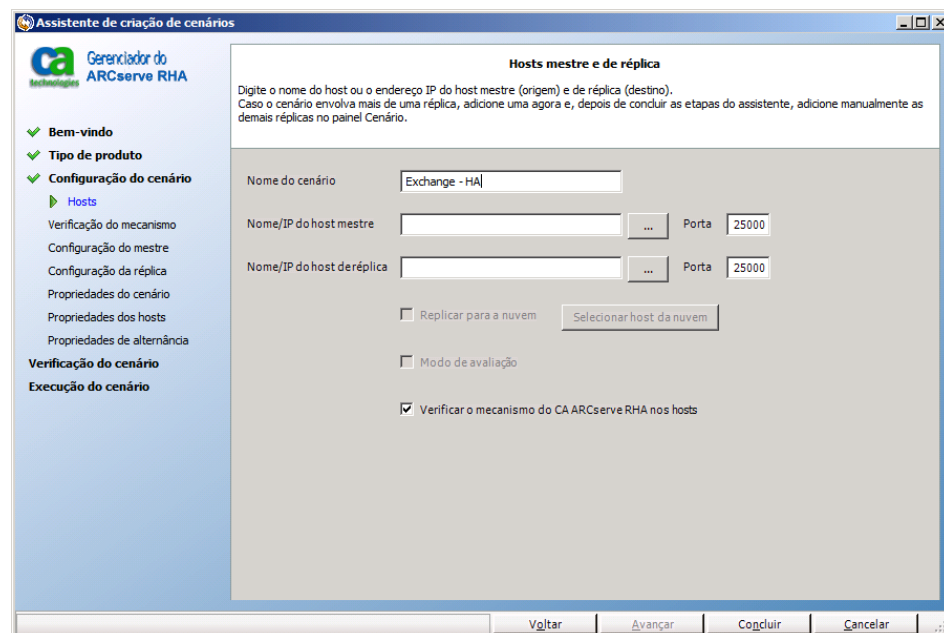 Assistente de criação de cenários
ca
technologies
Gerenciador do
ARCserve RHA
Bem-vindo
Tipo de produto
Configuração do cenário
Hosts
Verificação do mecanismo
Configuração do mestre
Configuração da réplica
Propriedades do cenário
Propriedades dos hosts
Propriedades de alternância
Verificação do cenário
Execução do cenário
Hosts mestre e de réplica
Digite o nome do host ou o endereço IP do host mestre (origem) e de réplica (destino).
Caso o cenário envolva mais de uma réplica, adicione uma agora e, depois de concluir as etapas do assistente, adicione manualmente as
demais réplicas no painel Cenário.
Nome do cenário Exchange - HA
Nome/IP do host mestre ... Porta 25000
Nome/IP do host deréplica ... Porta 25000
Replicar para a nuvem Selecionar host da nuvem
Modo de avaliação
Verificar o mecanismo do CA ARCserve RHA nos hosts
Voltar Avançar Concluir Cancelar